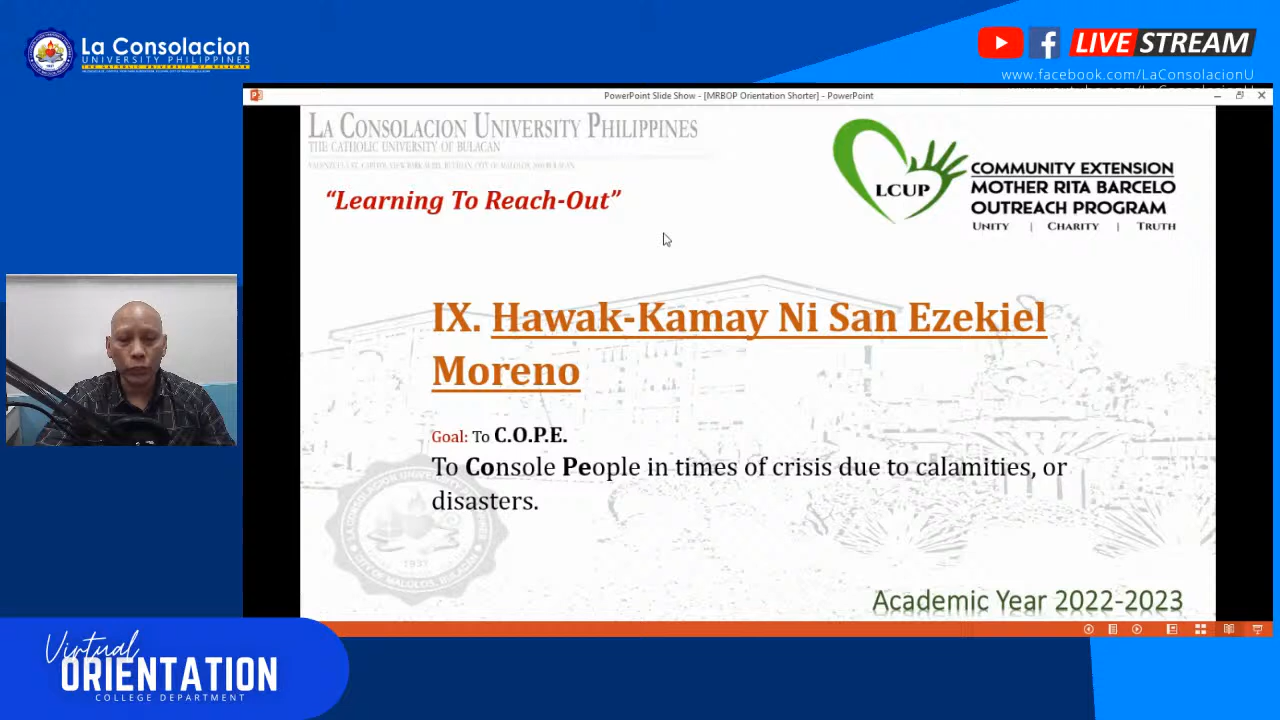 La Consolacion
UNIVERSITY PHILIPPINES
LIVE STREAM
www.facebook.com/LaConsolacionU
PowerPoint Slide Show - [MRBOP Orientation Shorter] - PowerPoint
LA CONSOLACION UNIVERSITY PHILIPPINES
THE CATHOLIC UNIVERSITY OF BULACAN
“Learning To Reach-Out”
LCUP
COMMUNITY EXTENSION
MOTHER RITA BARCELO
OUTREACH PROGRAM
UNITY | CHARITY | TRUTH
IX. Hawak-Kamay Ni San Ezekiel
Moreno
Goal: To C.O.P.E.
To Console People in times of crisis due to calamities, or
disasters.
1937
Academic Year 2022-2023
Virtual
ORIENTATION
COLLEGE DEPARTMENT